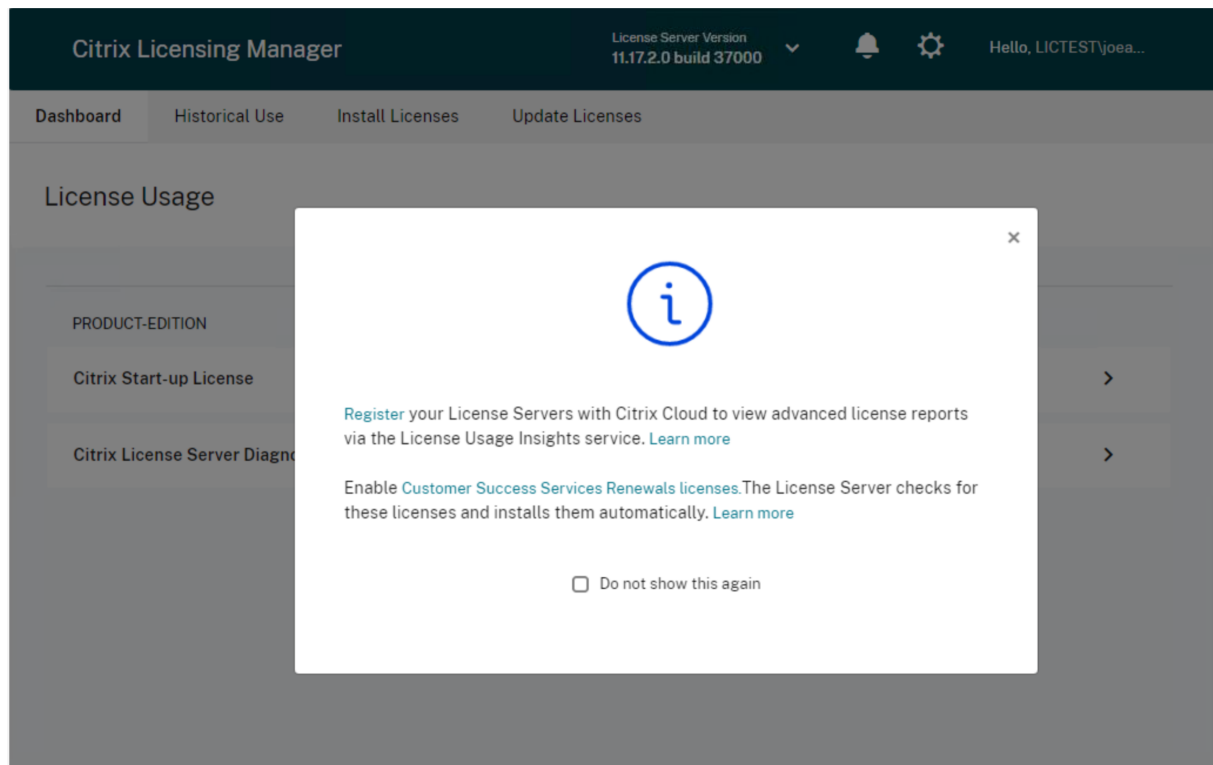 Citrix Licensing Manager
License Server Version
11.17.2.0 build 37000
Hello, LICTEST\joea...
Dashboard
Historical Use
Install Licenses
Update Licenses
License Usage
PRODUCT-EDITION
Citrix Start-up License
Citrix License Server Diagno
Register your License Servers with Citrix Cloud to view advanced license reports
via the License Usage Insights service. Learn more
Enable Customer Success Services Renewals licenses.The License Server checks for
these licenses and installs them automatically. Learn more
Do not show this again